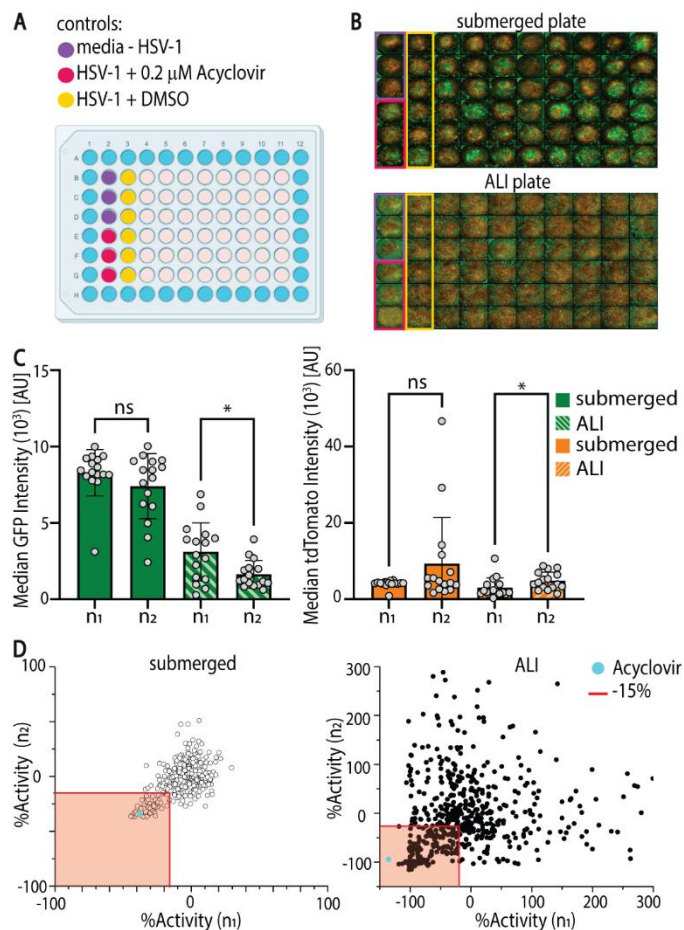 A
controls:
media - HSV-1
HSV-1 + 0.2 μM Acyclovir
HSV-1 + DMSO
1 2 3 4 5 6 7 8 9 10 11 12
A
B
C
D
E
F
G
H
B
submerged plate
ALI plate
C
Median GFP Intensity (10³) [AU]
15
10
5
0
ns
*
n₁ n₂ n₁ n₂
Median tdTomato Intensity (10³) [AU]
60
40
20
0
ns
*
submerged
ALI
submerged
ALI
n₁ n₂ n₁ n₂
D
submerged
%Activity (n₂)
100
0
-100
-100 0 100
%Activity (n₁)
ALI
%Activity (n₂)
300
200
100
0
-100
-100 0 100 200 300
%Activity (n₁)
Acyclovir
-15%